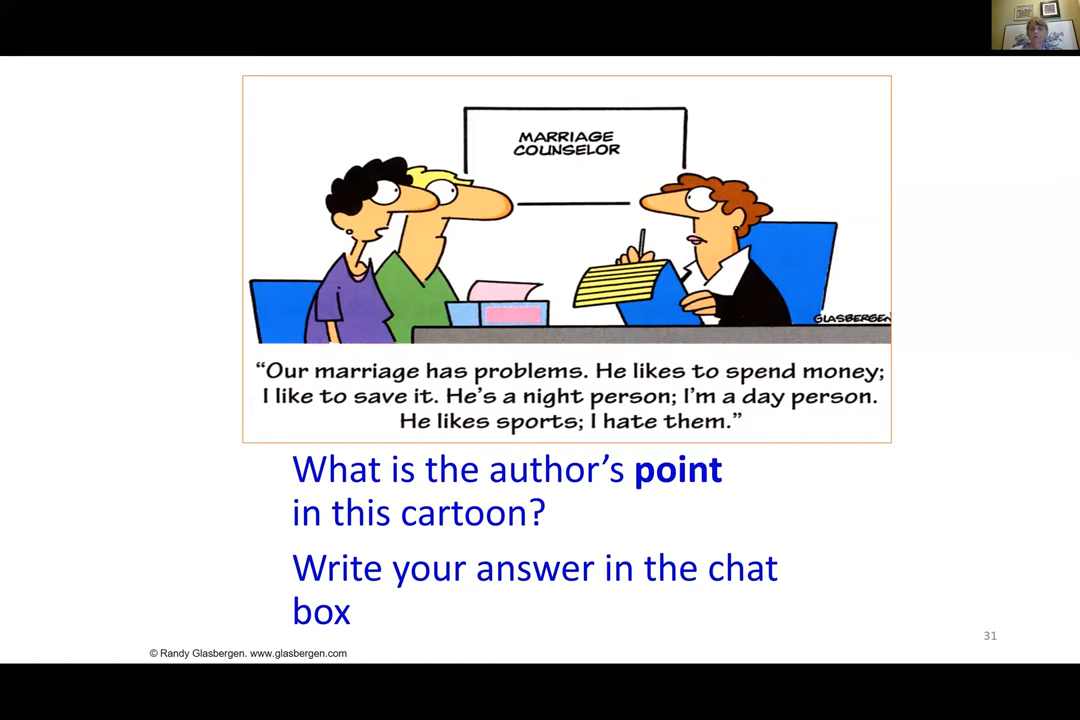 MARRIAGE
COUNSELOR
GLASBERGEN
“Our marriage has problems. He likes to spend money;
I like to save it. He’s a night person; I’m a day person.
He likes sports; I hate them.”
What is the author’s point
in this cartoon?
Write your answer in the chat
box
31
© Randy Glasbergen. www.glasbergen.com